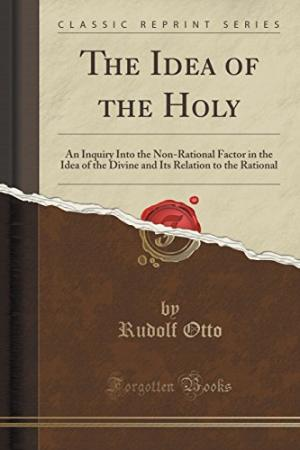 CLASSIC REPRINT SERIES
THE IDEA OF
THE HOLY
An Inquiry Into the Non-Rational Factor in the
Idea of the Divine and Its Relation to the Rational
F
by
Rudolf Otto
Forgotten Books